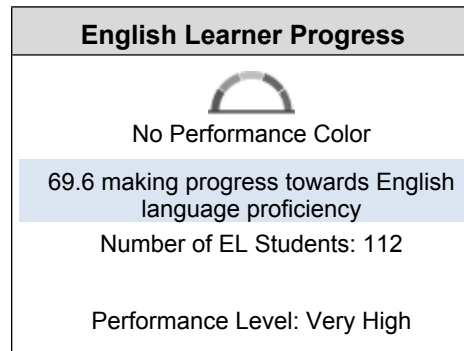 English Learner Progress
No Performance Color
69.6 making progress towards English
language proficiency
Number of EL Students: 112
Performance Level: Very High